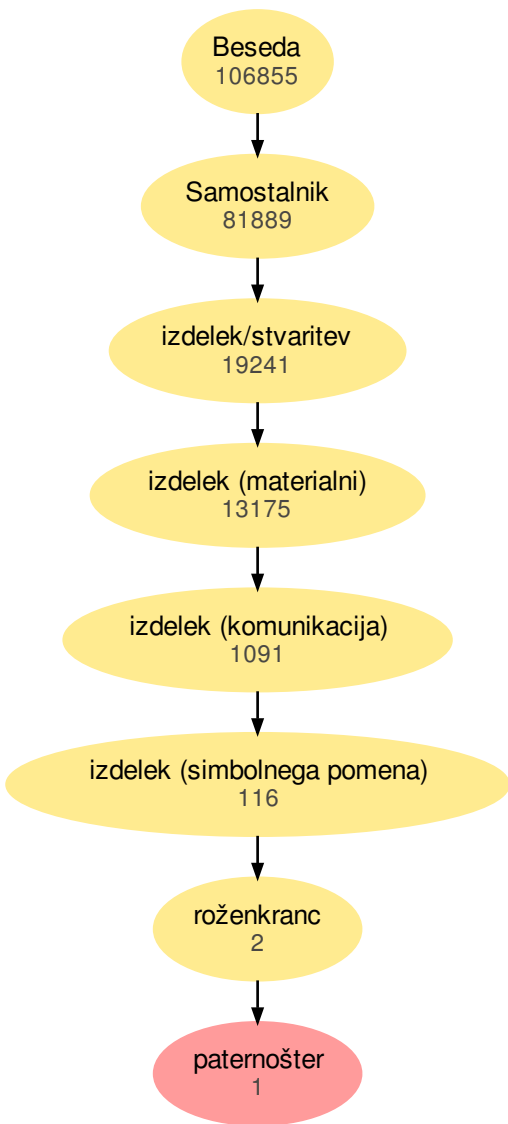 Beseda
106855
Samostalnik
81889
izdelek/stvaritev
19241
izdelek (materialni)
13175
izdelek (komunikacija)
1091
izdelek (simbolnega pomena)
116
roženkranc
2
paternošter
1